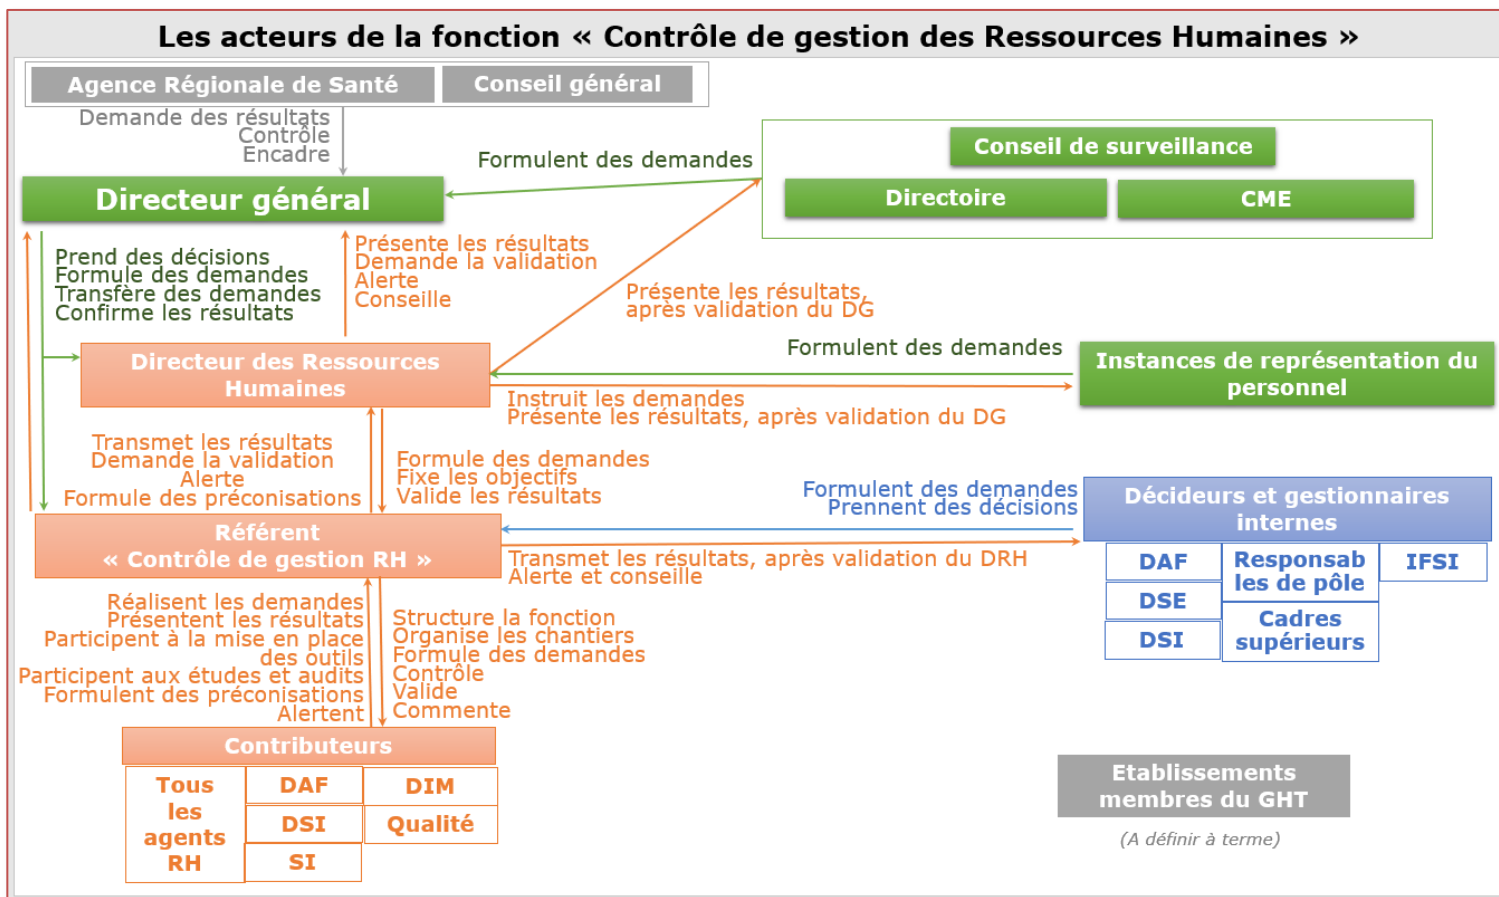 Les acteurs de la fonction « Contrôle de gestion des Ressources Humaines »
Agence Régionale de Santé
Conseil général
Demande des résultats
Contrôle
Encadre
Formulent des demandes
Conseil de surveillance
Directoire
CME
Directeur général
Prend des décisions
Formule des demandes
Transfère des demandes
Confirme les résultats
Présente les résultats
Demande la validation
Alerte
Conseille
Présente les résultats,
après validation du DG
Directeur des Ressources
Humaines
Formulent des demandes
Instances de représentation du
personnel
Instruit les demandes
Présente les résultats, après validation du DG
Transmet les résultats
Demande la validation
Alerte
Formule des préconisations
Formule des demandes
Fixe les objectifs
Valide les résultats
Formulent des demandes
Prennent des décisions
Décideurs et gestionnaires
internes
Référent
« Contrôle de gestion RH »
Transmet les résultats, après validation du DRH
Alerte et conseille
DAF
DSE
DSI
Responsab
les de pôle
Cadres
supérieurs
IFSI
Réalisent les demandes
Présentent les résultats
Participent à la mise en place
des outils
Participent aux études et audits
Formulent des préconisations
Alertent
Structure la fonction
Organise les chantiers
Formule des demandes
Contrôle
Valide
Commente
Contributeurs
Tous
les
agents
RH
DAF
DSI
SI
DIM
Qualité
Etablissements
membres du GHT
(A définir à terme)